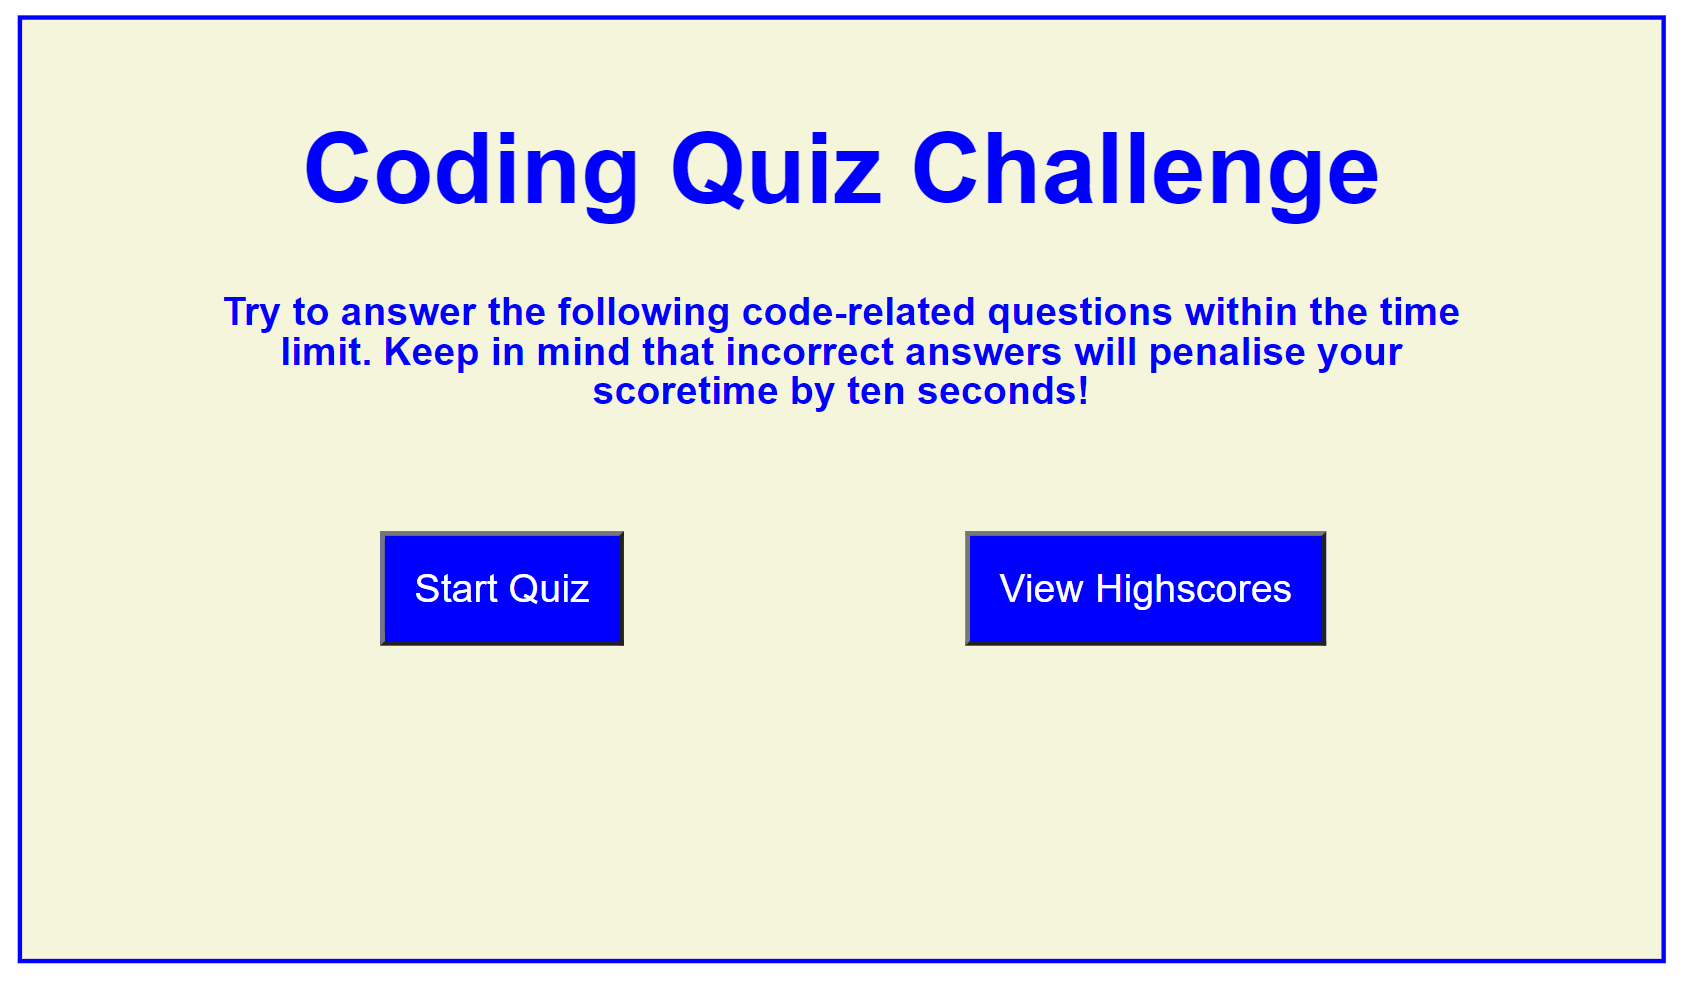 Coding Quiz Challenge
Try to answer the following code-related questions within the time
limit. Keep in mind that incorrect answers will penalise your
scoretime by ten seconds!
Start Quiz
View Highscores